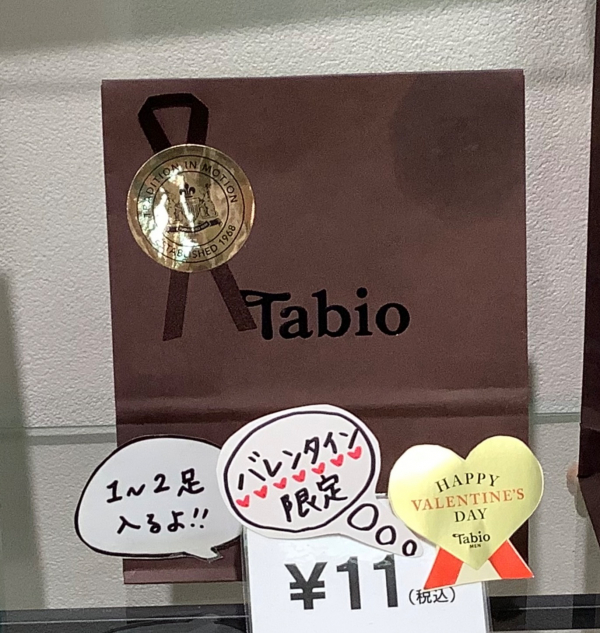 TRADITION IN MOTION
ESTABLISHED 1968
Tabio
1〜2足
入るよ!!
バレンタイン
限定
HAPPY
VALENTINE'S
DAY
Tabio
MEN
¥11(税込)